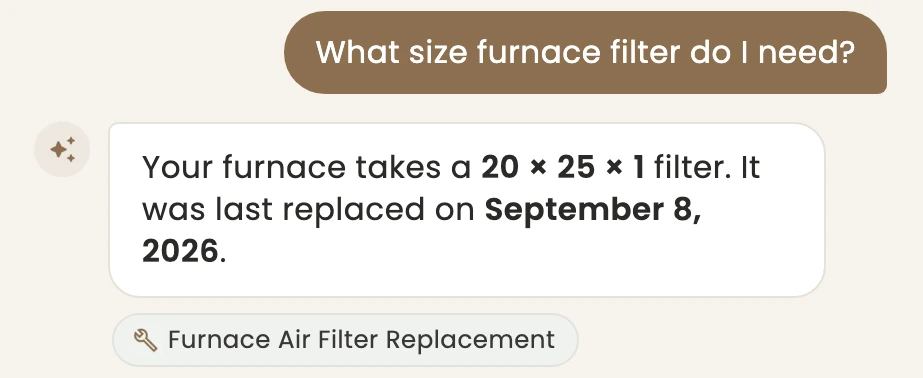 What size furnace filter do I need?
Your furnace takes a 20 × 25 × 1 filter. It
was last replaced on September 8,
2026.
Furnace Air Filter Replacement